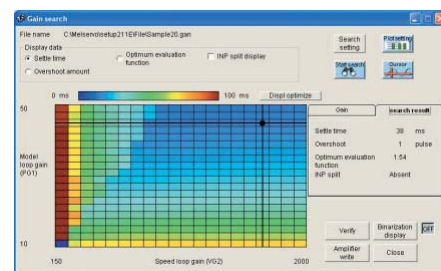 Gain search
File name C:\Melservo\setup211E\File\Sample20.gain
Display data
Settle time
Optimum evaluation function
INP split display
Overshoot amount
Search setting
Plot setting
Start search
Cursor
0 ms
100 ms
Displ optimize
50
Model loop gain (PG1)
10
150
Speed loop gain (VG2)
2000
Gain
search result
Settle time 38 ms
Overshoot 1 pulse
Optimum evaluation function 1.54
INP split Absent
Verify
Binarization display
OFF
Amplifier write
Close